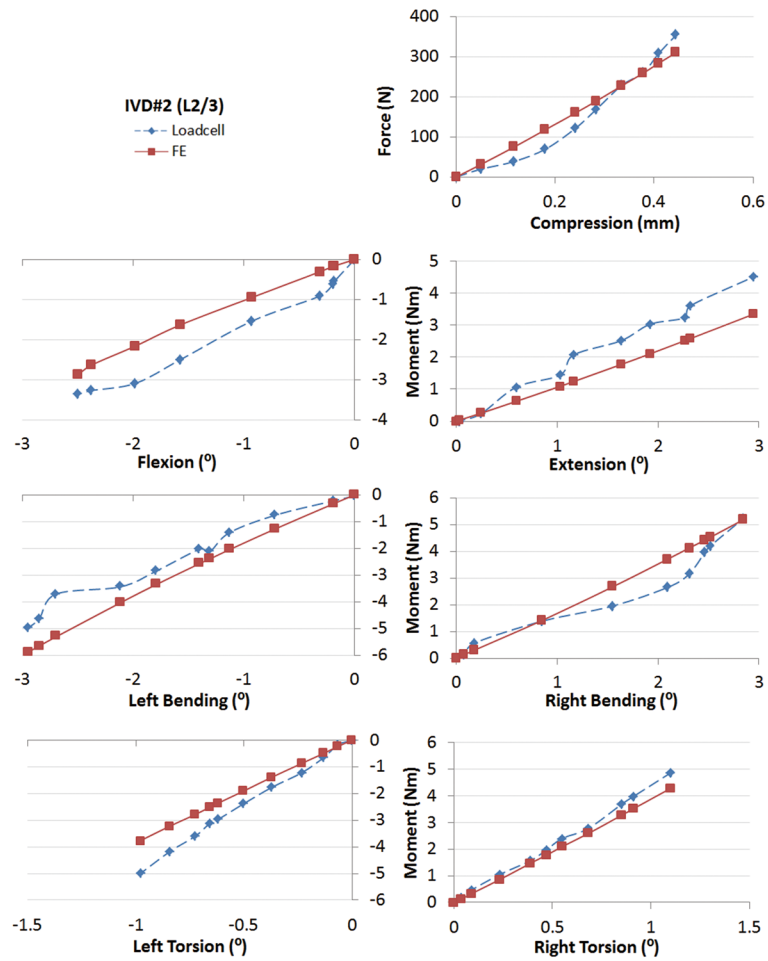 IVD#2 (L2/3)
Loadcell
FE
Force (N)
400
300
200
100
0
0 0.2 0.4 0.6
Compression (mm)
0
-1
-2
-3
-4
-3 -2 -1 0
Flexion (º)
Moment (Nm)
5
4
3
2
1
0
0 1 2 3
Extension (º)
0
-1
-2
-3
-4
-5
-6
-3 -2 -1 0
Left Bending (º)
Moment (Nm)
6
5
4
3
2
1
0
0 1 2 3
Right Bending (º)
0
-1
-2
-3
-4
-5
-6
-1.5 -1 -0.5 0
Left Torsion (º)
Moment (Nm)
6
5
4
3
2
1
0
0 0.5 1 1.5
Right Torsion (º)